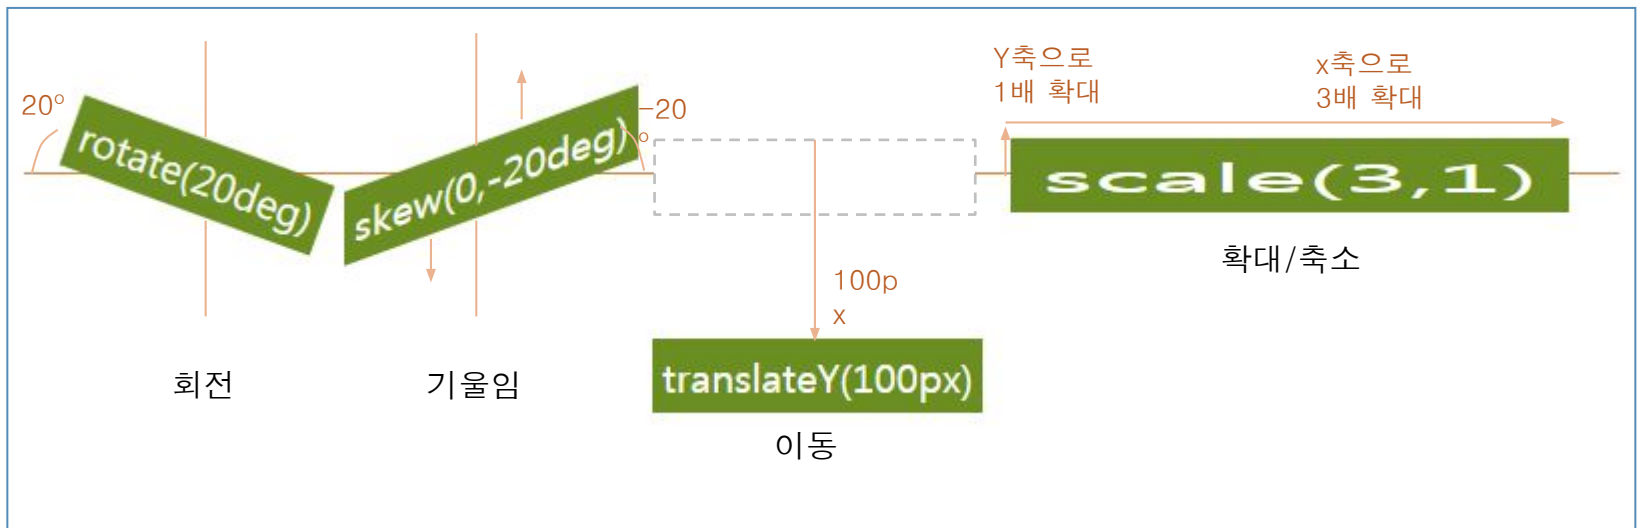 20°
rotate(20deg)
회전
skew(0,-20deg)
-20
°
기울임
100p
x
translateY(100px)
이동
Y축으로
1배 확대
x축으로
3배 확대
scale(3,1)
확대/축소